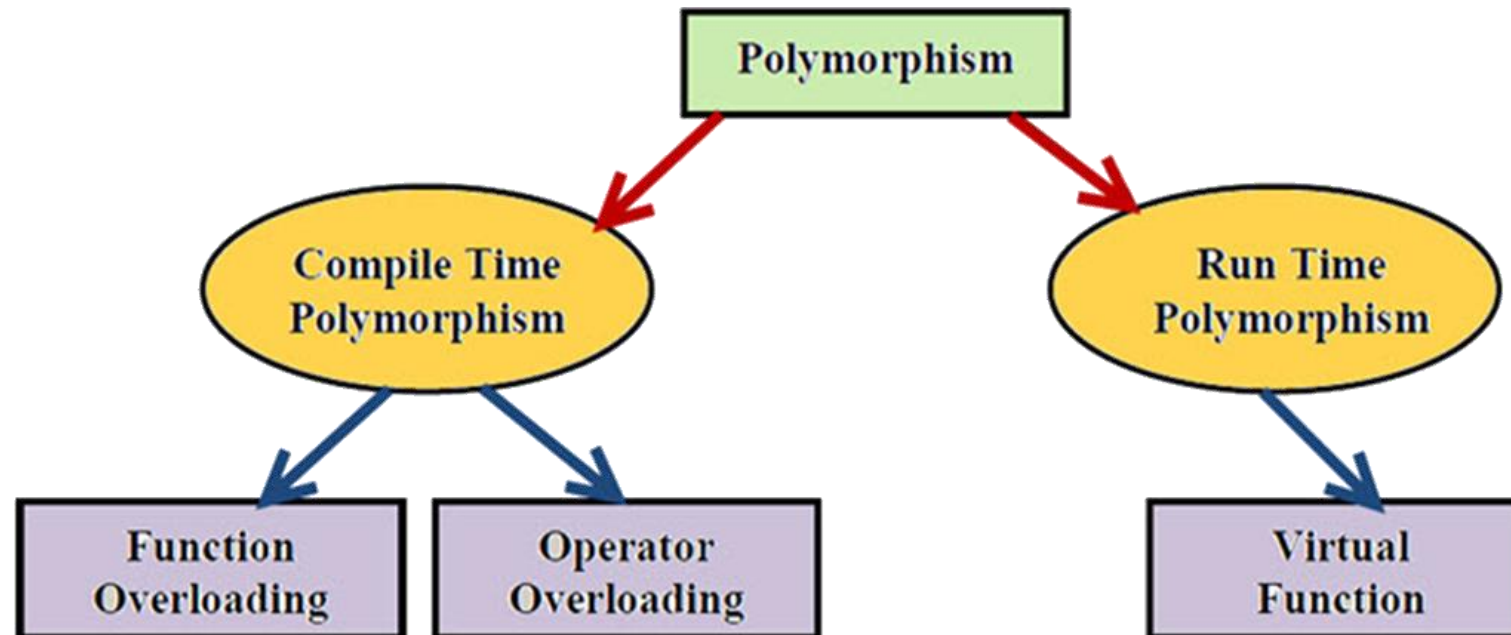 Polymorphism
Compile Time
Polymorphism
Run Time
Polymorphism
Function
Overloading
Operator
Overloading
Virtual
Function